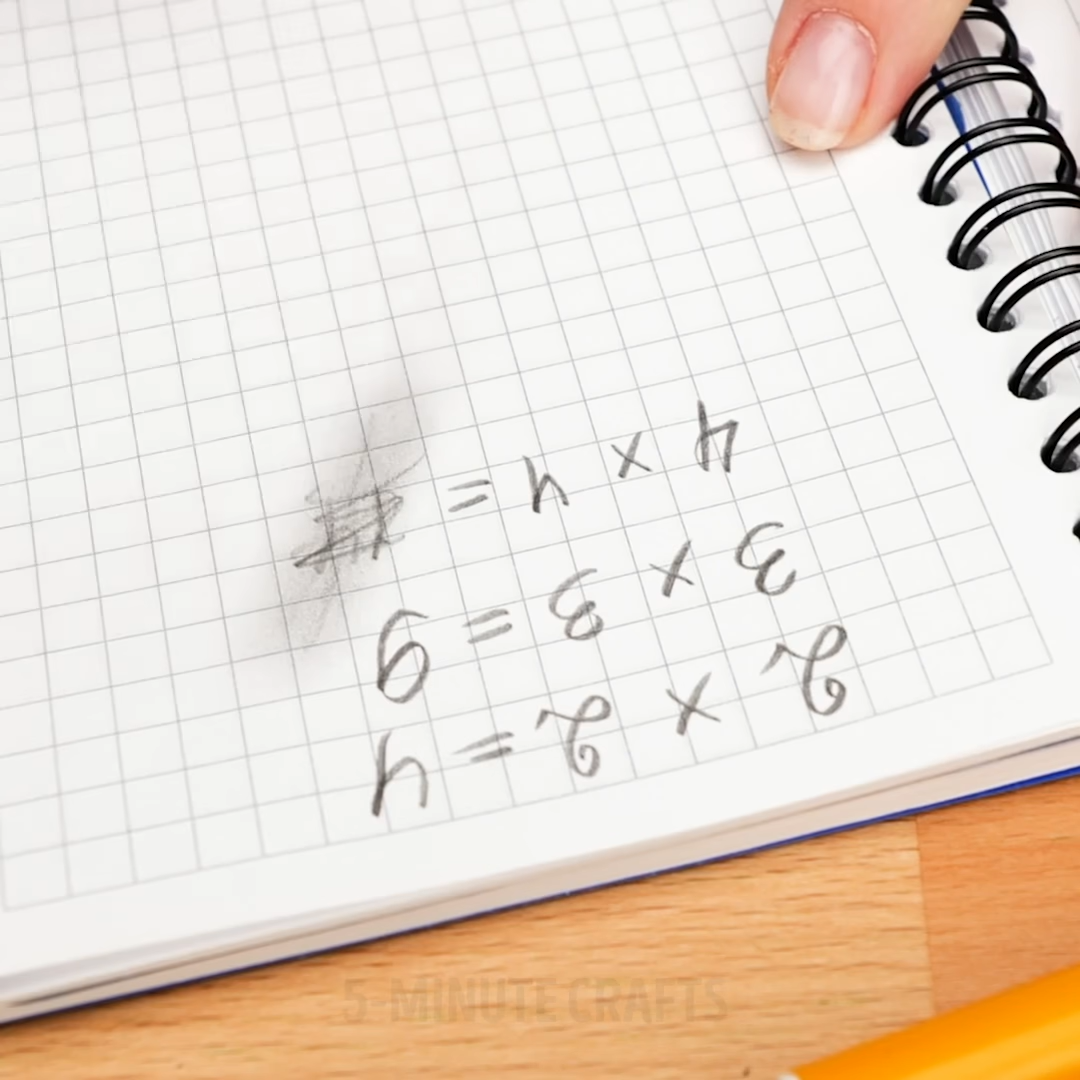 2 x 2 = 4
3 x 3 = 9
4 x 4 =
5-MINUTE CRAFTS